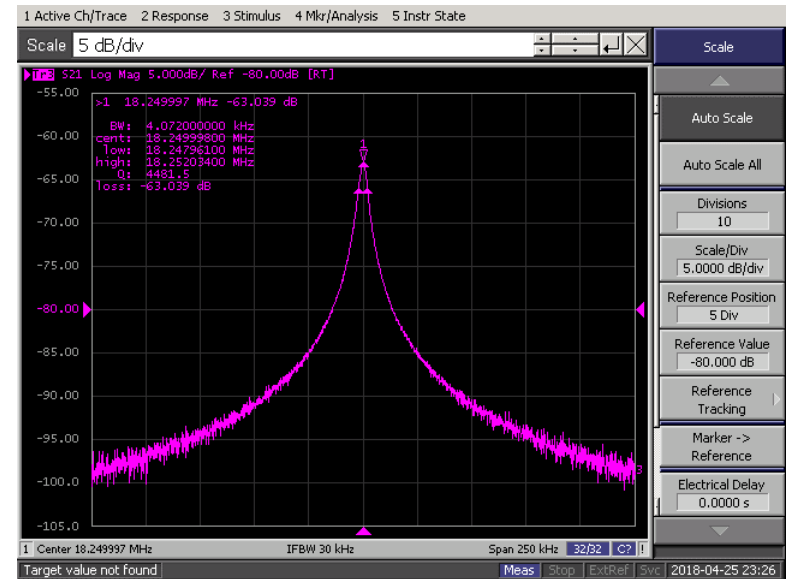 1 Active Ch/Trace 2 Response 3 Stimulus 4 Mkr/Analysis 5 Instr State
Scale 5 dB/div
Scale
Tr3 S21 Log Mag 5.000dB/ Ref -80.00dB [RT]
-55.00
>1 18.249997 MHz -63.039 dB
Auto Scale
BW: 4.072000000 kHz
cent: 18.24999800 MHz
low: 18.24796100 MHz
high: 18.25203400 MHz
Q: 4481.5
loss: -63.039 dB
1
-60.00
Auto Scale All
-65.00
Divisions
10
-70.00
Scale/Div
5.0000 dB/div
-75.00
Reference Position
5 Div
-80.00
Reference Value
-80.000 dB
-85.00
Reference
Tracking
-90.00
Marker ->
Reference
-95.00
3
-100.0
Electrical Delay
0.0000 s
-105.0
1 Center 18.249997 MHz IFBW 30 kHz Span 250 kHz 32/32 C? !
Target value not found Meas Stop ExtRef Svc 2018-04-25 23:26